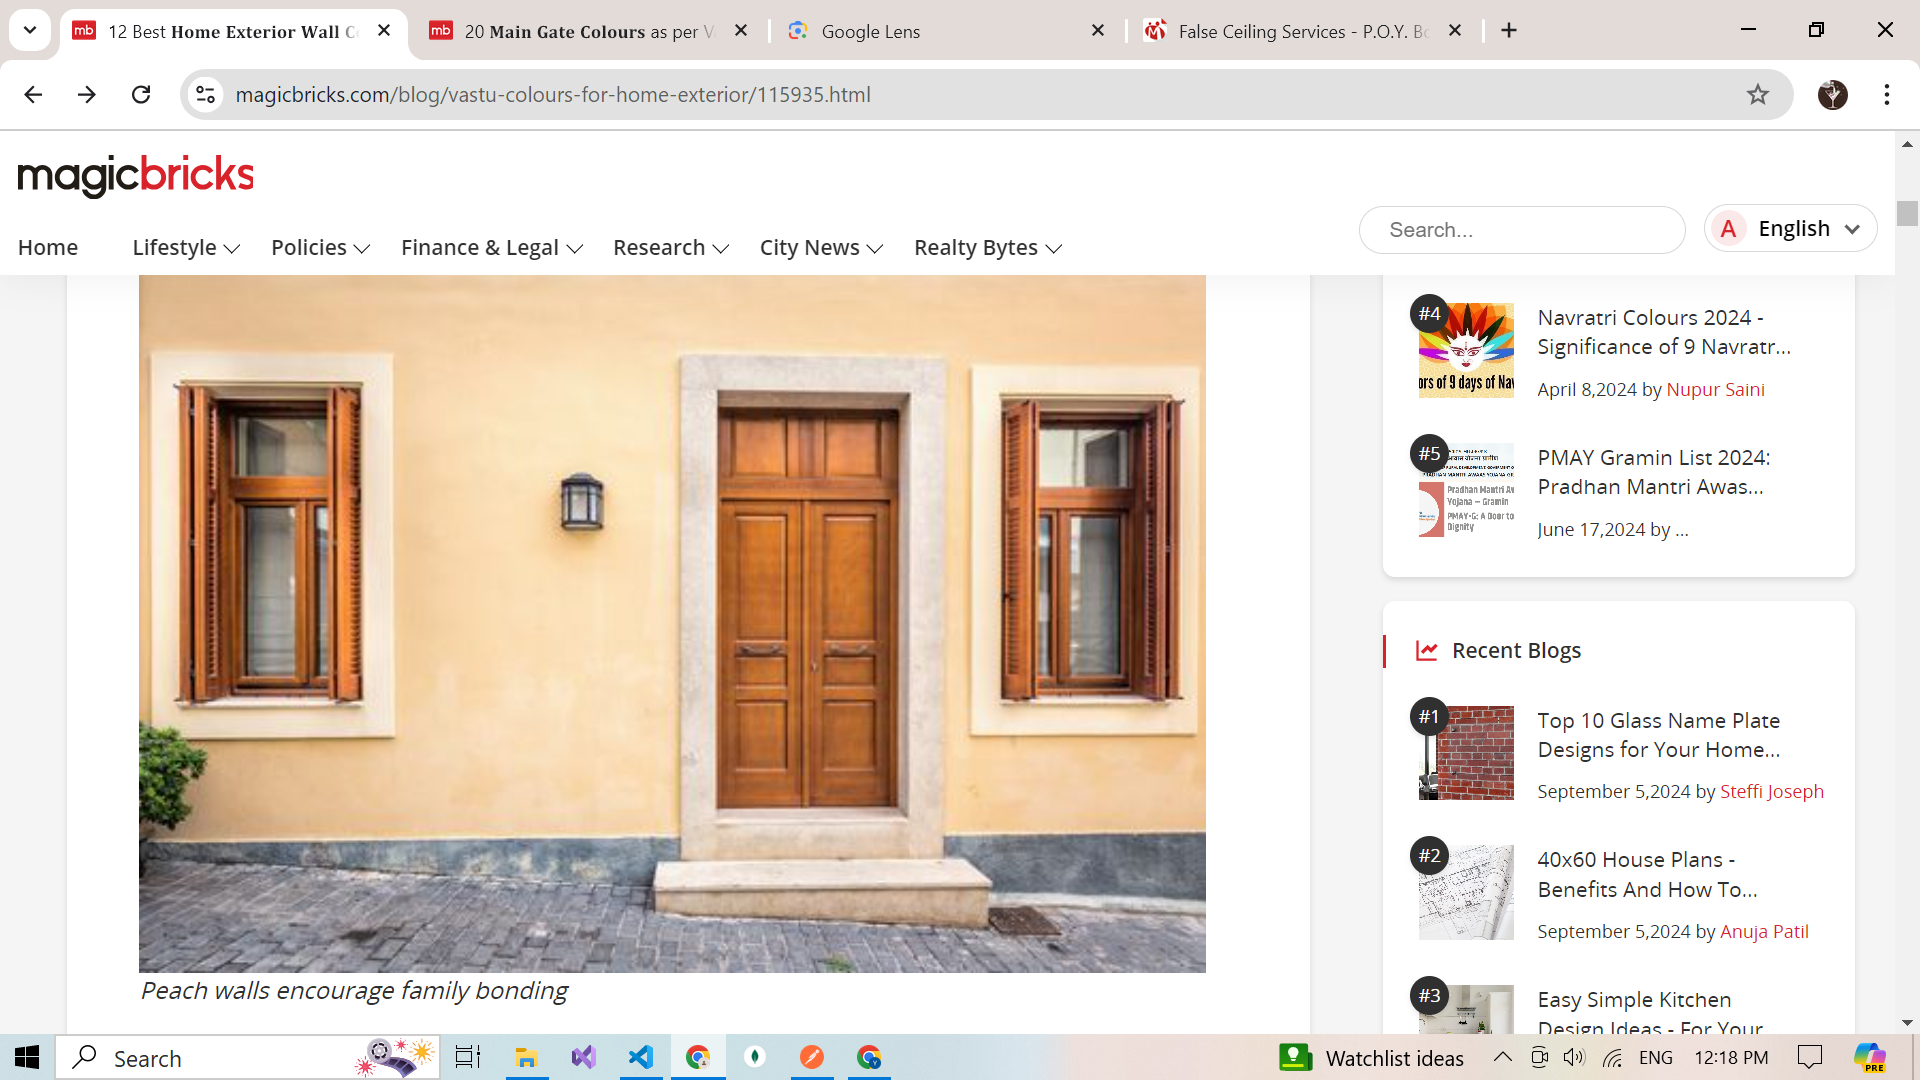 12 Best Home Exterior Wall C
20 Main Gate Colours as per V
Google Lens
False Ceiling Services - P.O.Y. Bo
magicbricks.com/blog/vastu-colours-for-home-exterior/115935.html
magicbricks
Home
Lifestyle
Policies
Finance & Legal
Research
City News
Realty Bytes
Search...
A English
#4
ors of 9 days of Nav
Navratri Colours 2024 -
Significance of 9 Navratr...
April 8,2024 by Nupur Saini
#5
Pradhan Mantri Aw
Yojana – Gramin
PMAY-G: A Door to
Dignity
PMAY Gramin List 2024:
Pradhan Mantri Awas...
June 17,2024 by ...
Recent Blogs
#1
Top 10 Glass Name Plate
Designs for Your Home...
September 5,2024 by Steffi Joseph
#2
40x60 House Plans -
Benefits And How To...
September 5,2024 by Anuja Patil
#3
Easy Simple Kitchen
Design Ideas - For Your
Peach walls encourage family bonding
Search
Watchlist ideas
ENG
12:18 PM
PRE